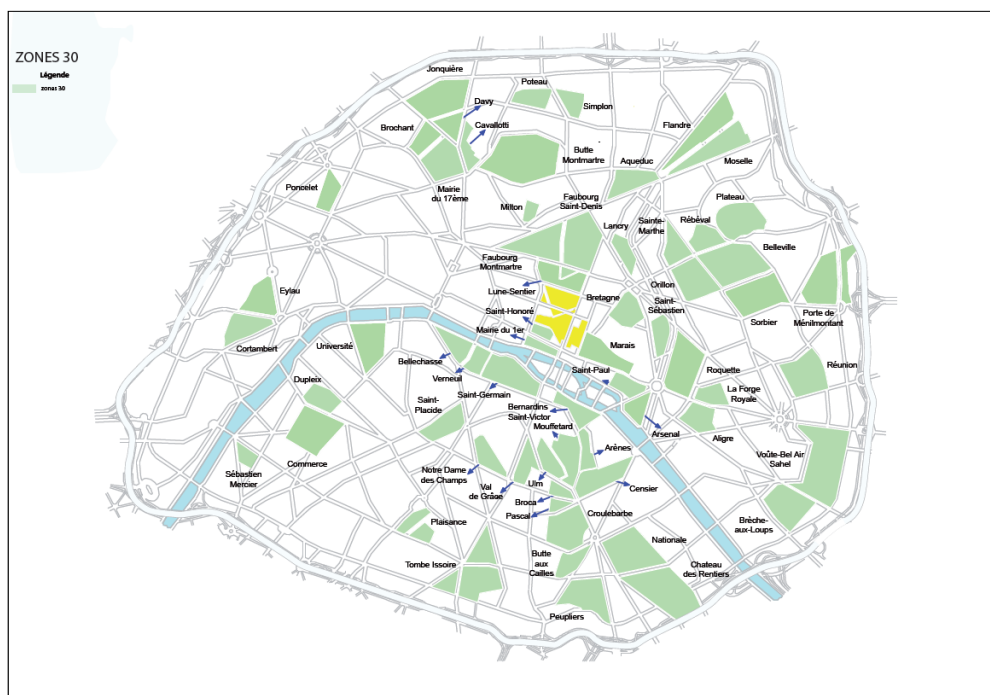 ZONES 30
Légende
zonas 30
Jonquière
Poteau
Davy
Simplon
Cavallotti
Brochant
Flandre
Butte
Montmartre
Aqueduc
Moselle
Poncelet
Mairie
du 17ème
Milton
Faubourg
Saint-Denis
Plateau
Lancry
Sainte-
Marthe
Rébéval
Belleville
Faubourg
Montmartre
Lune-Sentier
Eylau
Bretagne
Orillon
Saint-Honoré
Saint-
Sébastien
Mairie du 1er
Sorbier
Porte de
Ménilmontant
Cortambert
Université
Marais
Bellechasse
Saint-Paul
Roquette
Réunion
Dupleix
Verneuil
Saint-Germain
La Forge
Royale
Saint-
Placide
Bernardins
Saint-Victor
Mouffetard
Arsenal
Aligre
Arènes
Voûte-Bel Air
Sahel
Commerce
Sébastien
Mercier
Notre Dame
des Champs
Val
de Grâce
Ulm
Censier
Broca
Pascal
Croulebarbe
Plaisance
Brèche-
aux-Loups
Nationale
Tombe Issoire
Butte
aux
Cailles
Chateau
des Rentiers
Peupliers